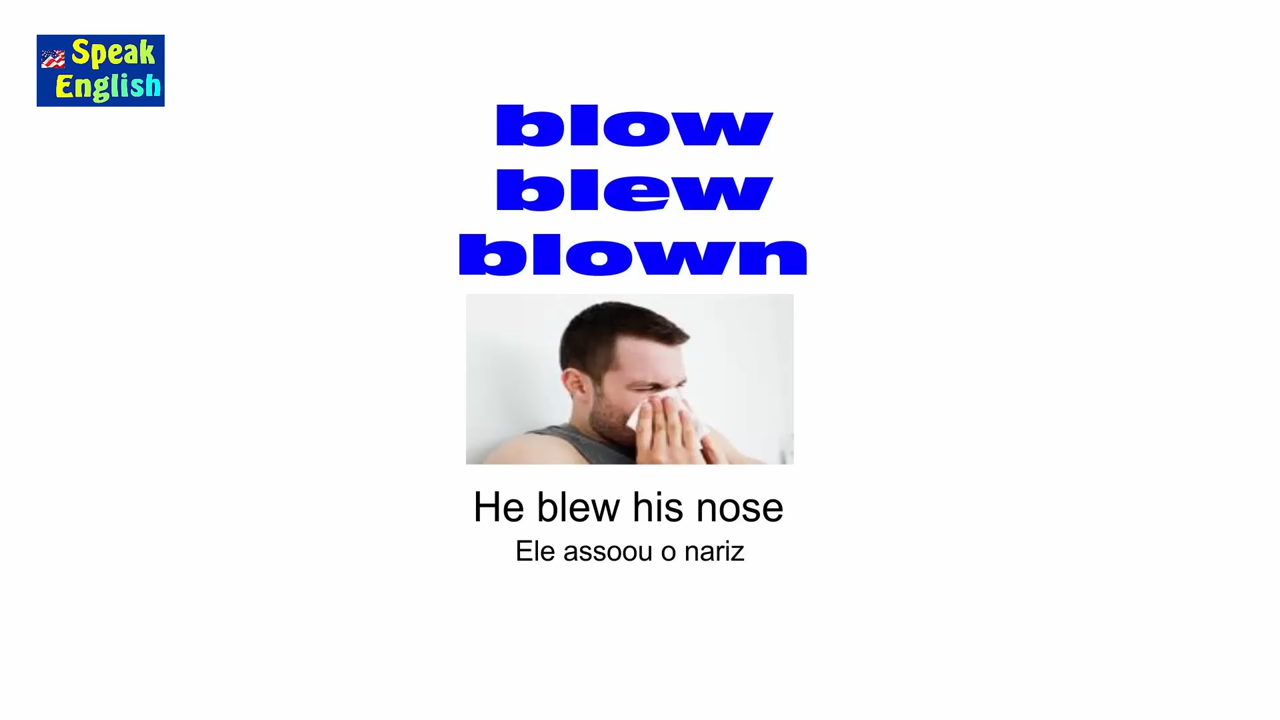 Speak
English
blow
blew
blown
He blew his nose
Ele assoou o nariz